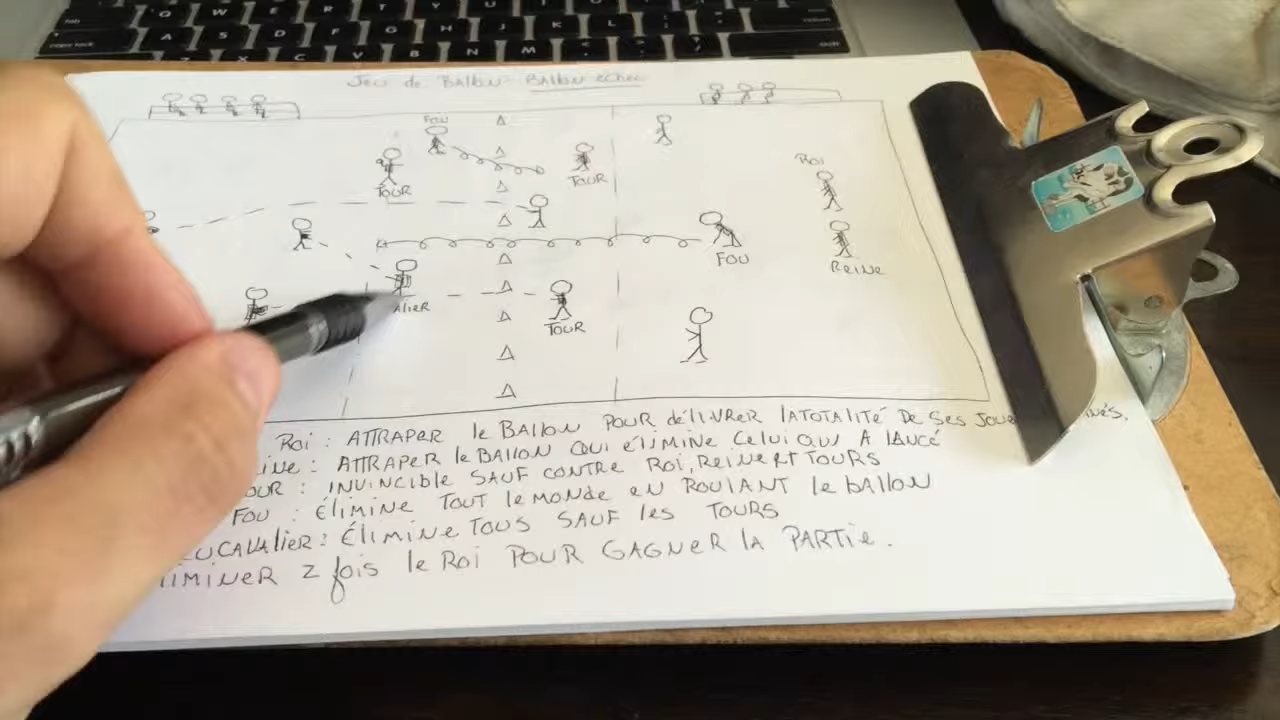 Jeu de Ballon Ballon echec
FOU
TOUR
TOUR
ROI
REINE
FOU
ALIER
TOUR
ROI : ATTRAPER le BALLON POUR déLIVRER LA TOTALITÉ De Ses
INE : ATTRAPER le BALLON QUI éLIMINE Celui QUI A LANCÉ
OUR : INVINCIBLE SAUF CONTRE ROI, Reine et TOURS
FOU : ÉLIMINE TOUT le MONDE en ROULANT le bALLON
CAVALIER : ÉLIMINE TOUS SAUF les TOURS
IMINER 2 fois le ROI POUR GAGNER la PARTIE.